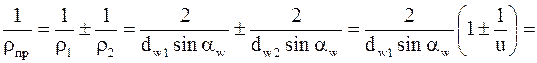 1/ρпр = 1/ρ1 ± 1/ρ2 = 2/(dw1 sin αw) ± 2/(dw2 sin αw) = 2/(dw1 sin αw) (1 ± 1/u) =